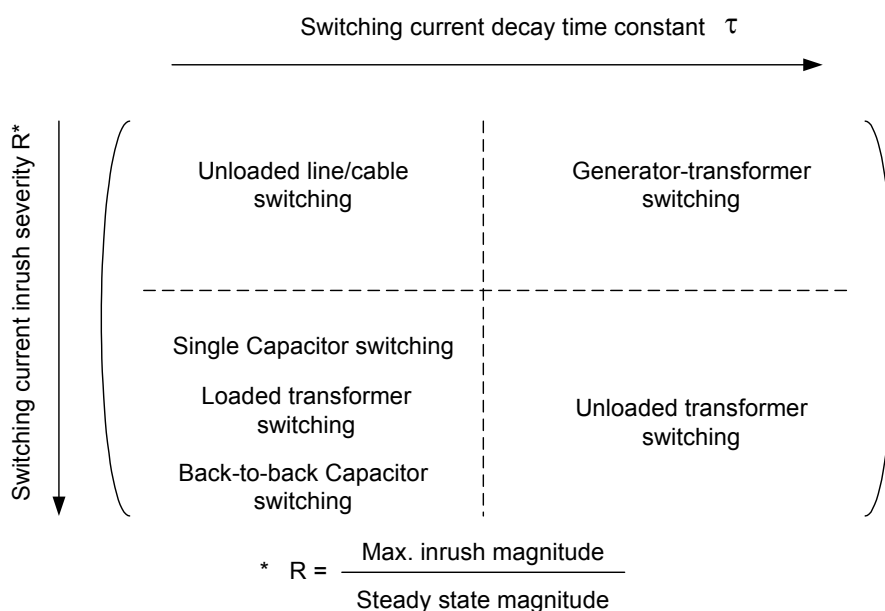 Switching current decay time constant τ
Switching current inrush severity R*
Unloaded line/cable
switching
Generator-transformer
switching
Single Capacitor switching
Loaded transformer
switching
Back-to-back Capacitor
switching
Unloaded transformer
switching
* R = Max. inrush magnitude
Steady state magnitude